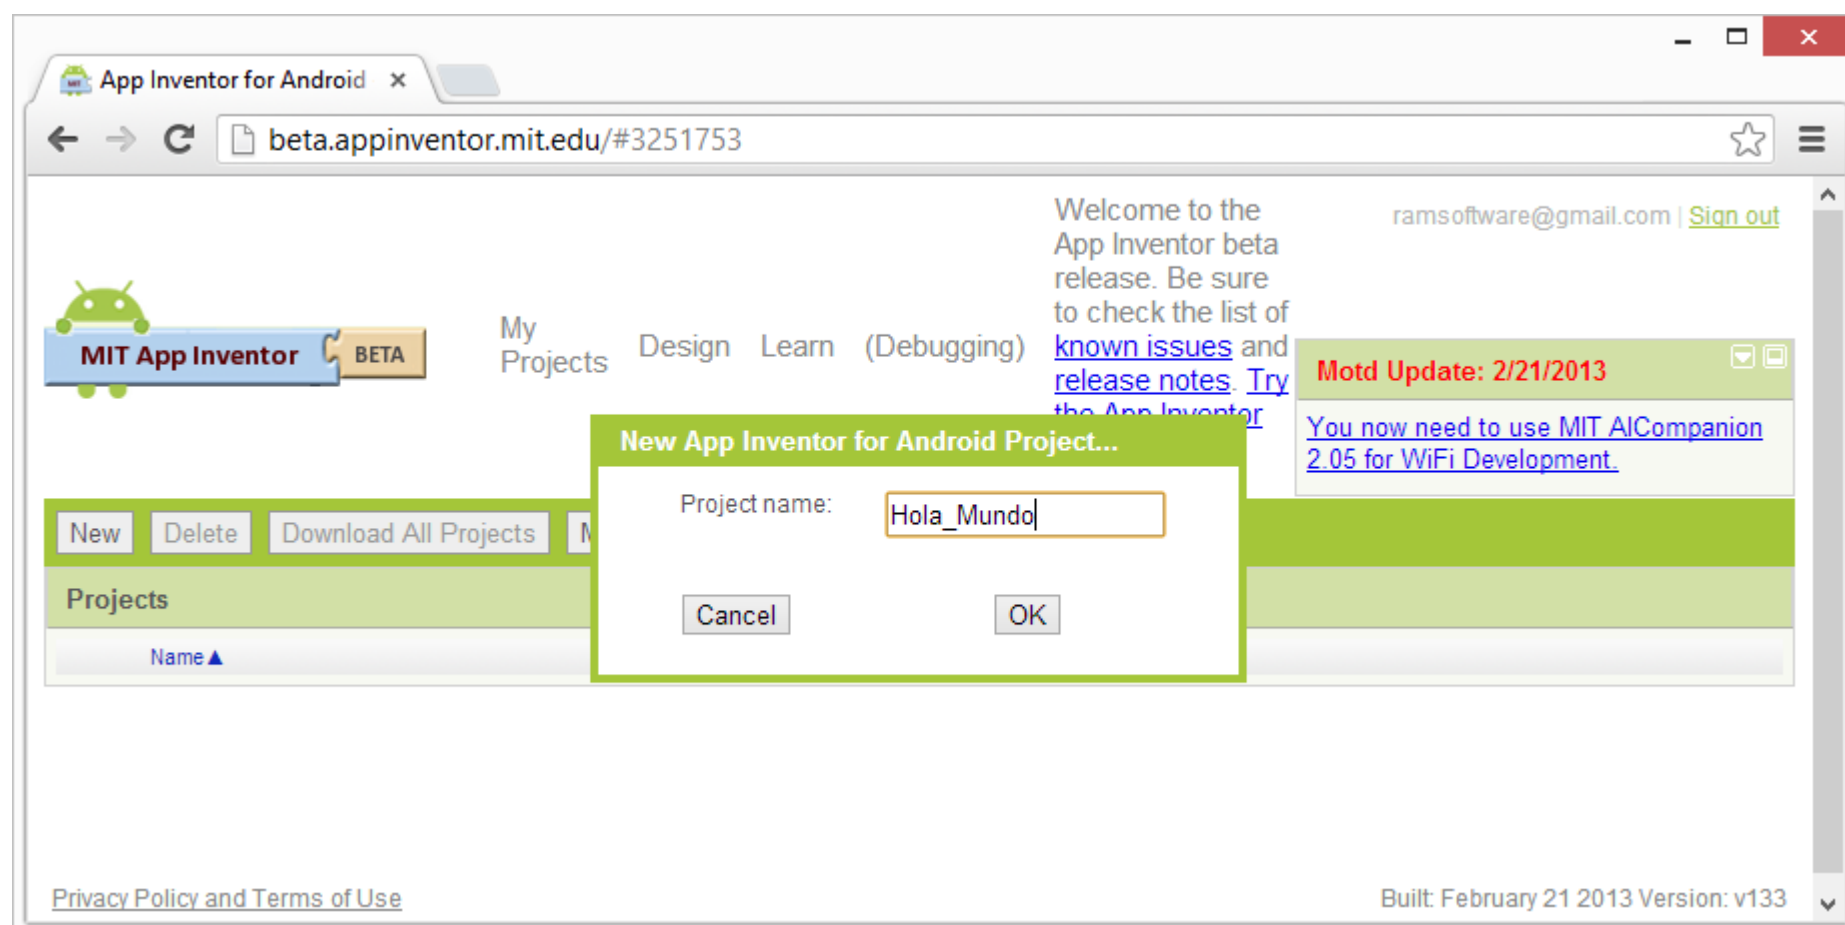 App Inventor for Android
beta.appinventor.mit.edu/#3251753
ramsoftware@gmail.com | Sign out
MIT App Inventor BETA
My
Projects
Design Learn (Debugging)
Welcome to the
App Inventor beta
release. Be sure
to check the list of
known issues and
release notes. Try
the App Inventor
Motd Update: 2/21/2013
You now need to use MIT AICompanion
2.05 for WiFi Development.
New App Inventor for Android Project...
Project name: Hola_Mundo
Cancel OK
New Delete Download All Projects
Projects
Name▲
Privacy Policy and Terms of Use
Built: February 21 2013 Version: v133